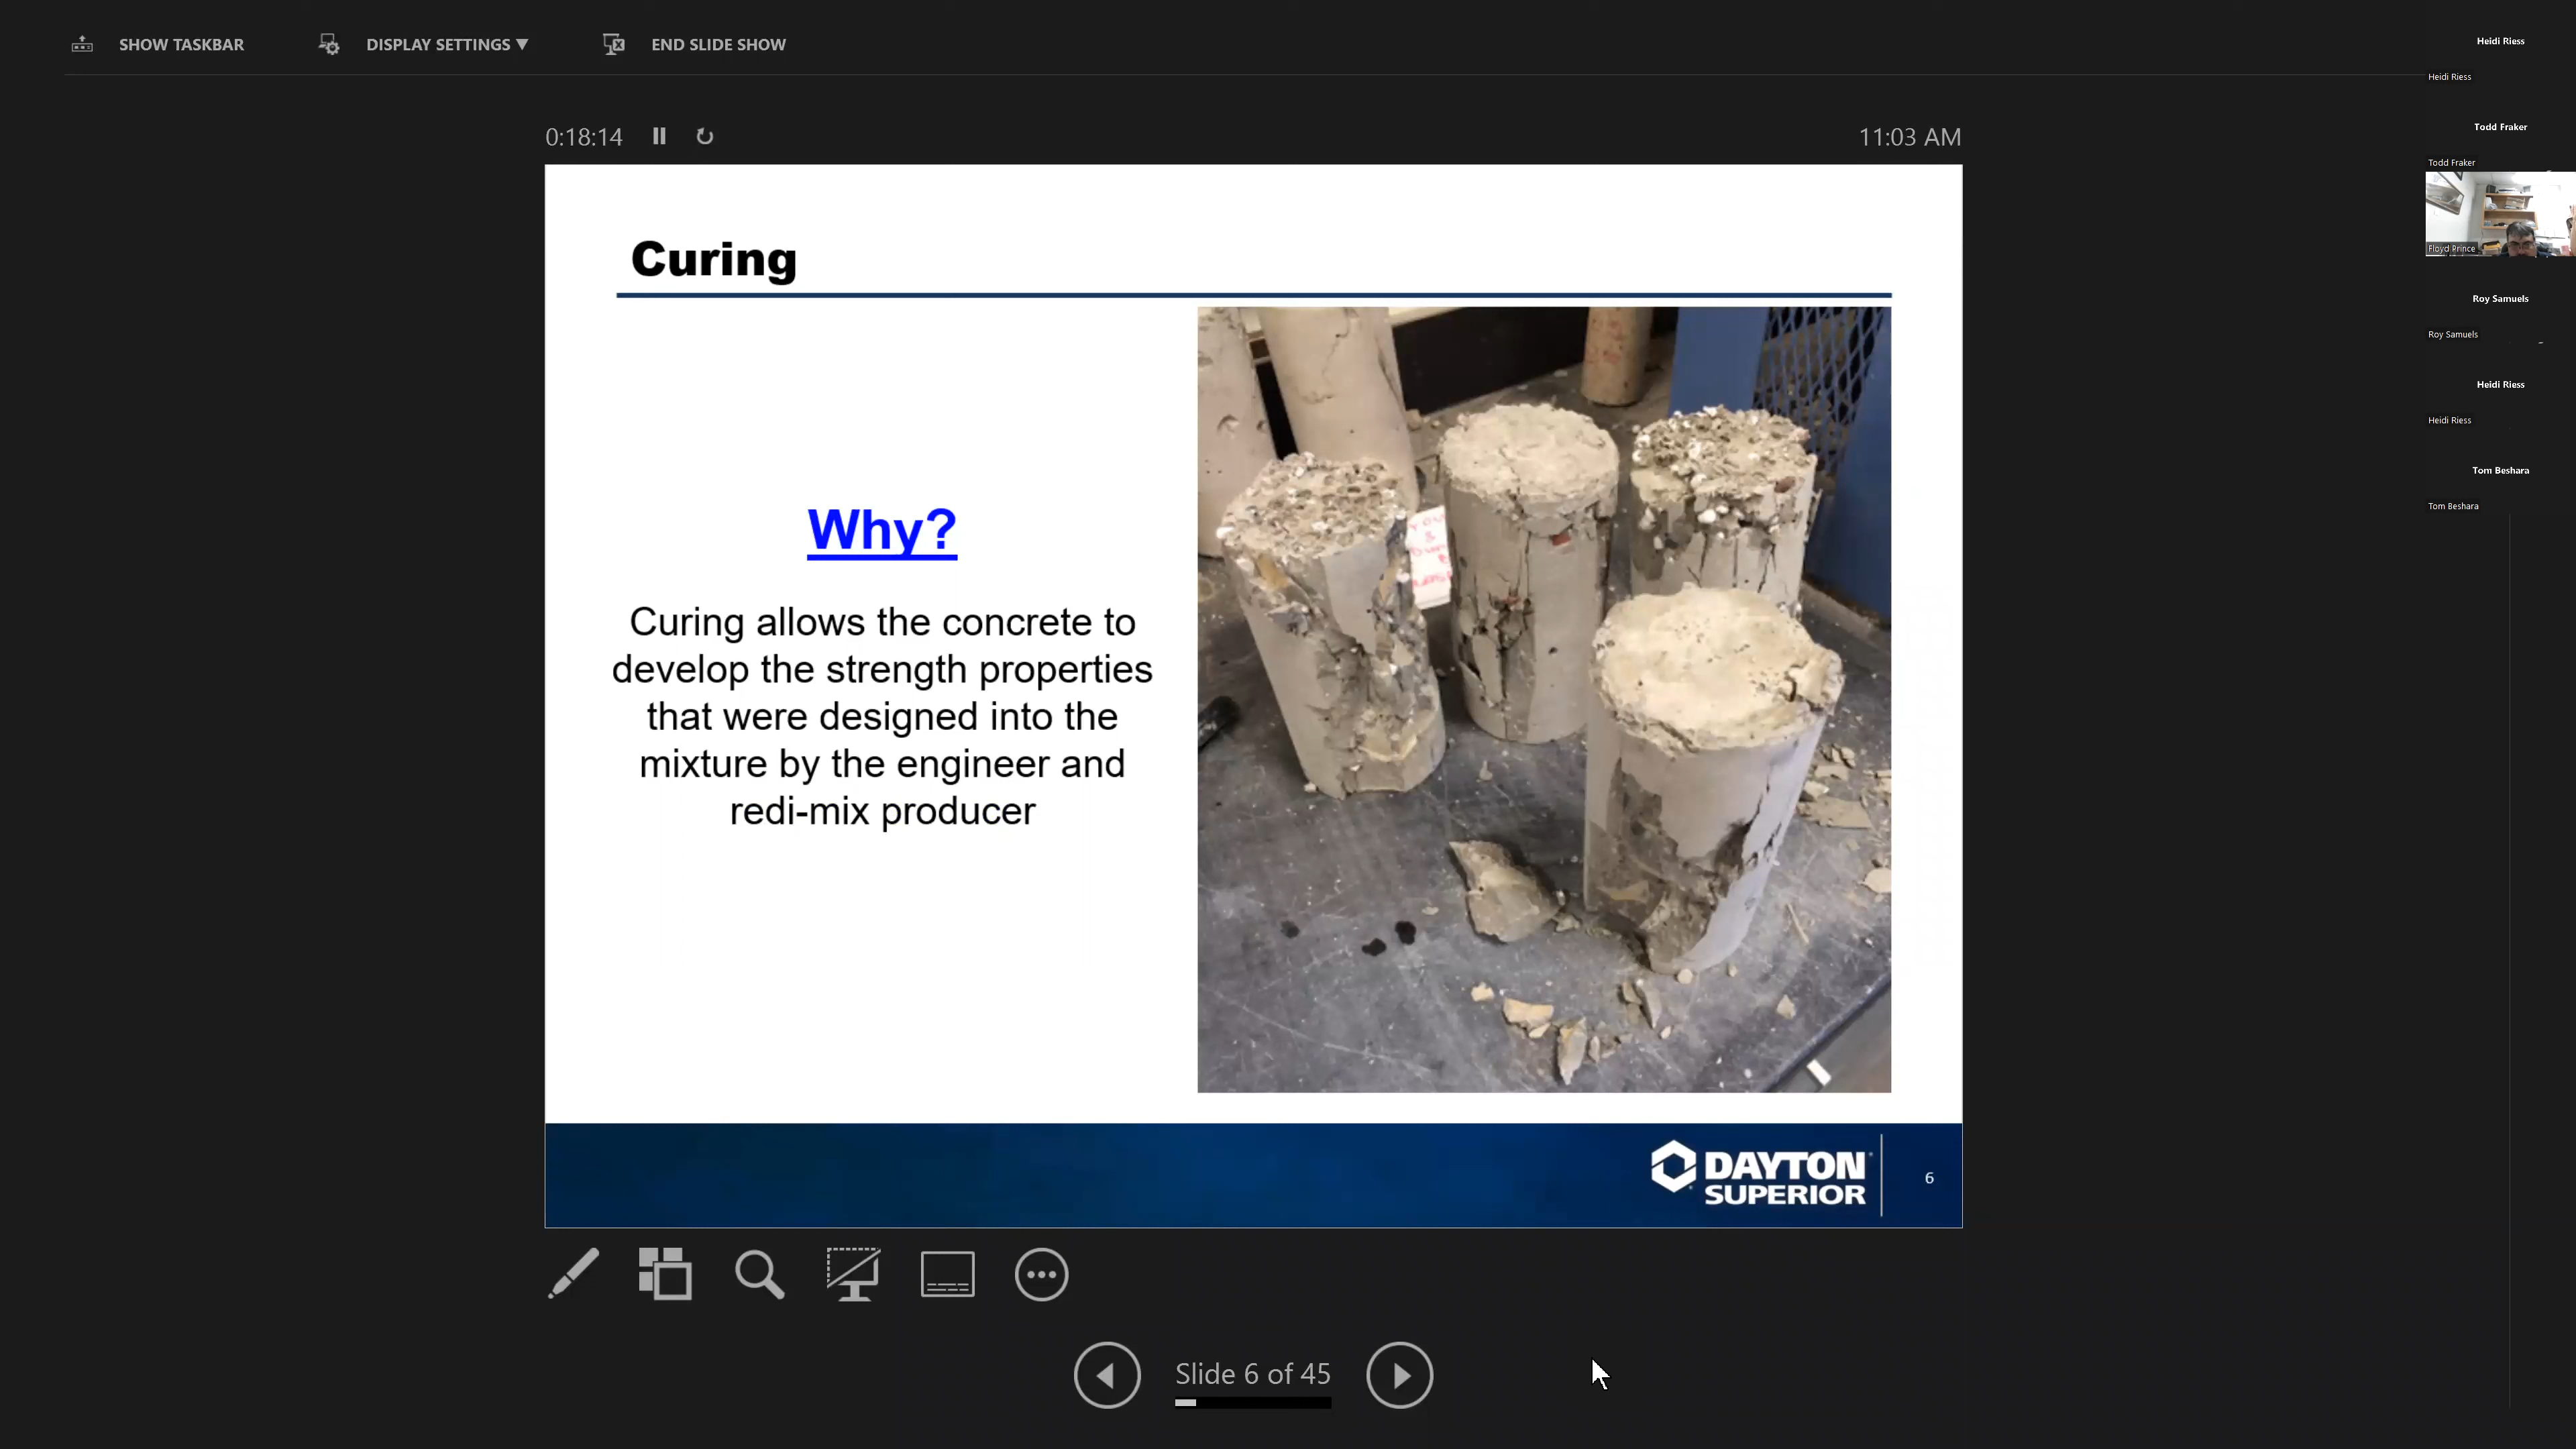 SHOW TASKBAR
DISPLAY SETTINGS ▼
END SLIDE SHOW
0:18:14
11:03 AM
Curing
Why?
Curing allows the concrete to
develop the strength properties
that were designed into the
mixture by the engineer and
redi-mix producer
DAYTON
SUPERIOR
6
Slide 6 of 45
Heidi Riess
Heidi Riess
Todd Fraker
Todd Fraker
Floyd Prince
Roy Samuels
Roy Samuels
Heidi Riess
Heidi Riess
Tom Beshara
Tom Beshara